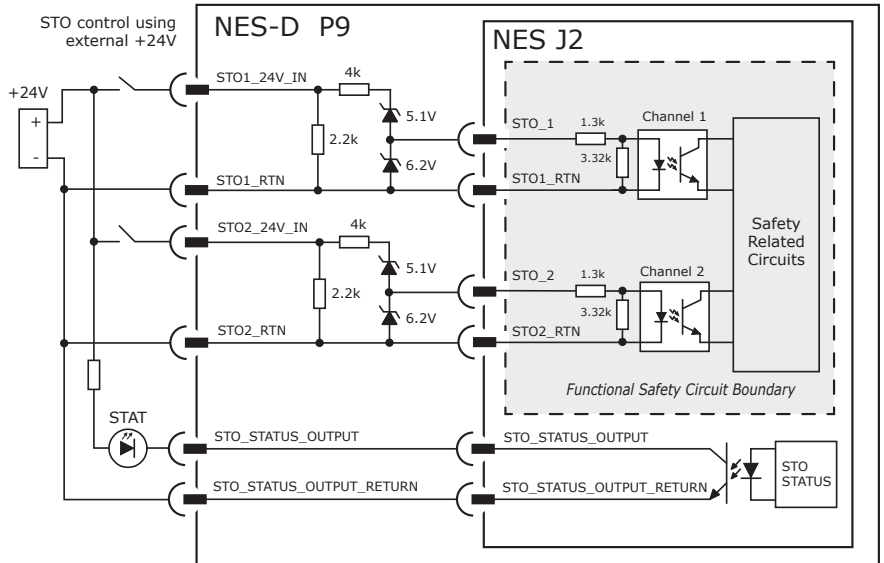 STO control using
external +24V
NES-D P9
NES J2
+24V
+
-
STO1_24V_IN
4k
5.1V
2.2k
6.2V
STO1_RTN
STO_1
1.3k
3.32k
Channel 1
STO1_RTN
STO2_24V_IN
4k
5.1V
2.2k
6.2V
STO2_RTN
STO_2
1.3k
3.32k
Channel 2
STO2_RTN
Safety
Related
Circuits
Functional Safety Circuit Boundary
STAT
STO_STATUS_OUTPUT
STO_STATUS_OUTPUT
STO_STATUS_OUTPUT_RETURN
STO_STATUS_OUTPUT_RETURN
STO
STATUS